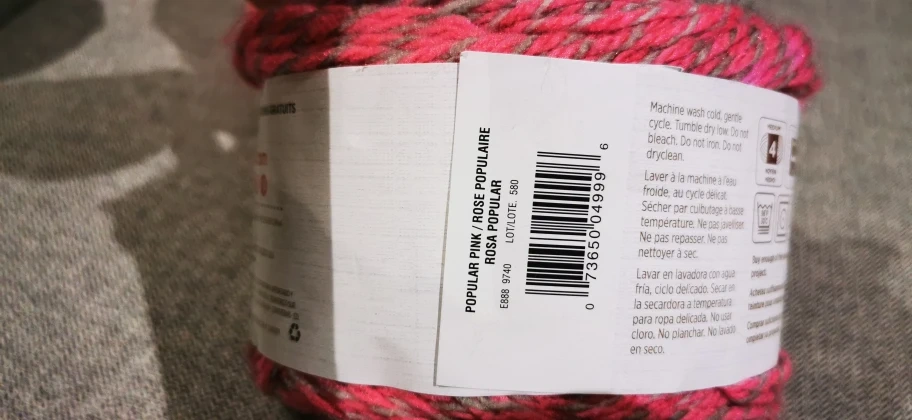 GRATUITS
POPULAR PINK / ROSE POPULAIRE
ROSA POPULAR
E888 9740 LOT/LOTE. 580
0 73650 04999 6
Machine wash cold, gentle
cycle. Tumble dry low. Do not
bleach. Do not iron. Do not
dryclean.
Laver à la machine à l'eau
froide, au cycle délicat.
Sécher par culbutage à basse
température. Ne pas javelliser.
Ne pas repasser. Ne pas
nettoyer à sec.
Lavar en lavadora con agua
fría, ciclo delicado. Secar en
la secadora a temperatura
para ropa delicada. No usar
cloro. No planchar. No lavado
en seco.
4
project.